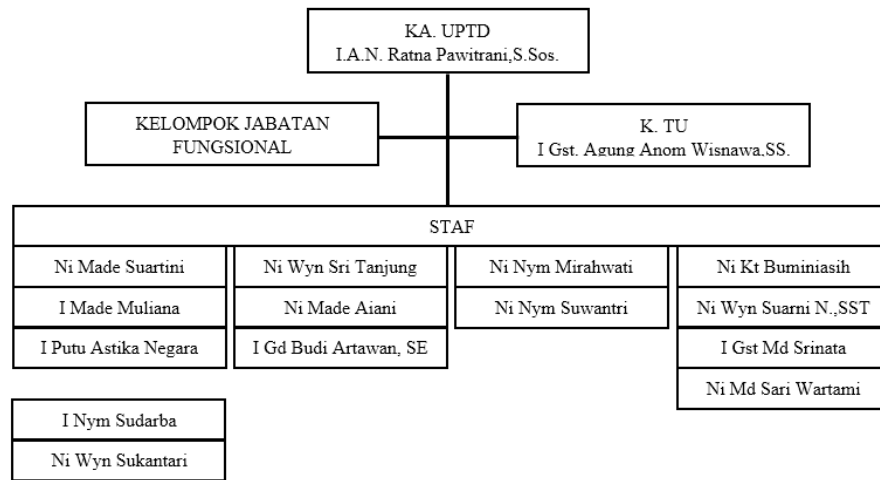 KA. UPTD
I.A.N. Ratna Pawitrani,S.Sos.
KELOMPOK JABATAN
FUNGSIONAL
K. TU
I Gst. Agung Anom Wisnawa,SS.
STAF
Ni Made Suartini
I Made Muliana
I Putu Astika Negara
Ni Wyn Sri Tanjung
Ni Made Aiani
I Gd Budi Artawan, SE
Ni Nym Mirahwati
Ni Nym Suwantri
Ni Kt Buminiasih
Ni Wyn Suarni N.,SST
I Gst Md Srinata
Ni Md Sari Wartami
I Nym Sudarba
Ni Wyn Sukantari